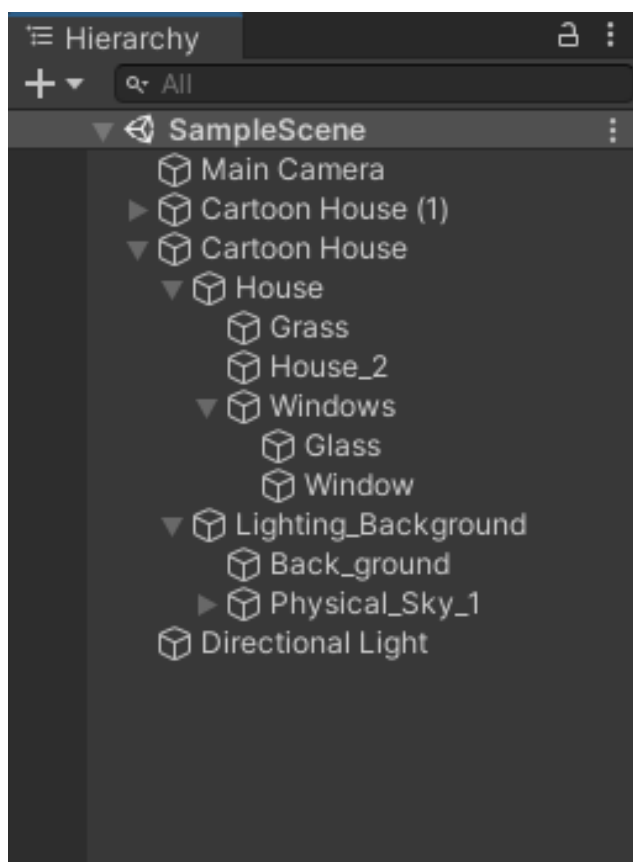 Hierarchy
All
SampleScene
Main Camera
Cartoon House (1)
Cartoon House
House
Grass
House_2
Windows
Glass
Window
Lighting_Background
Back_ground
Physical_Sky_1
Directional Light